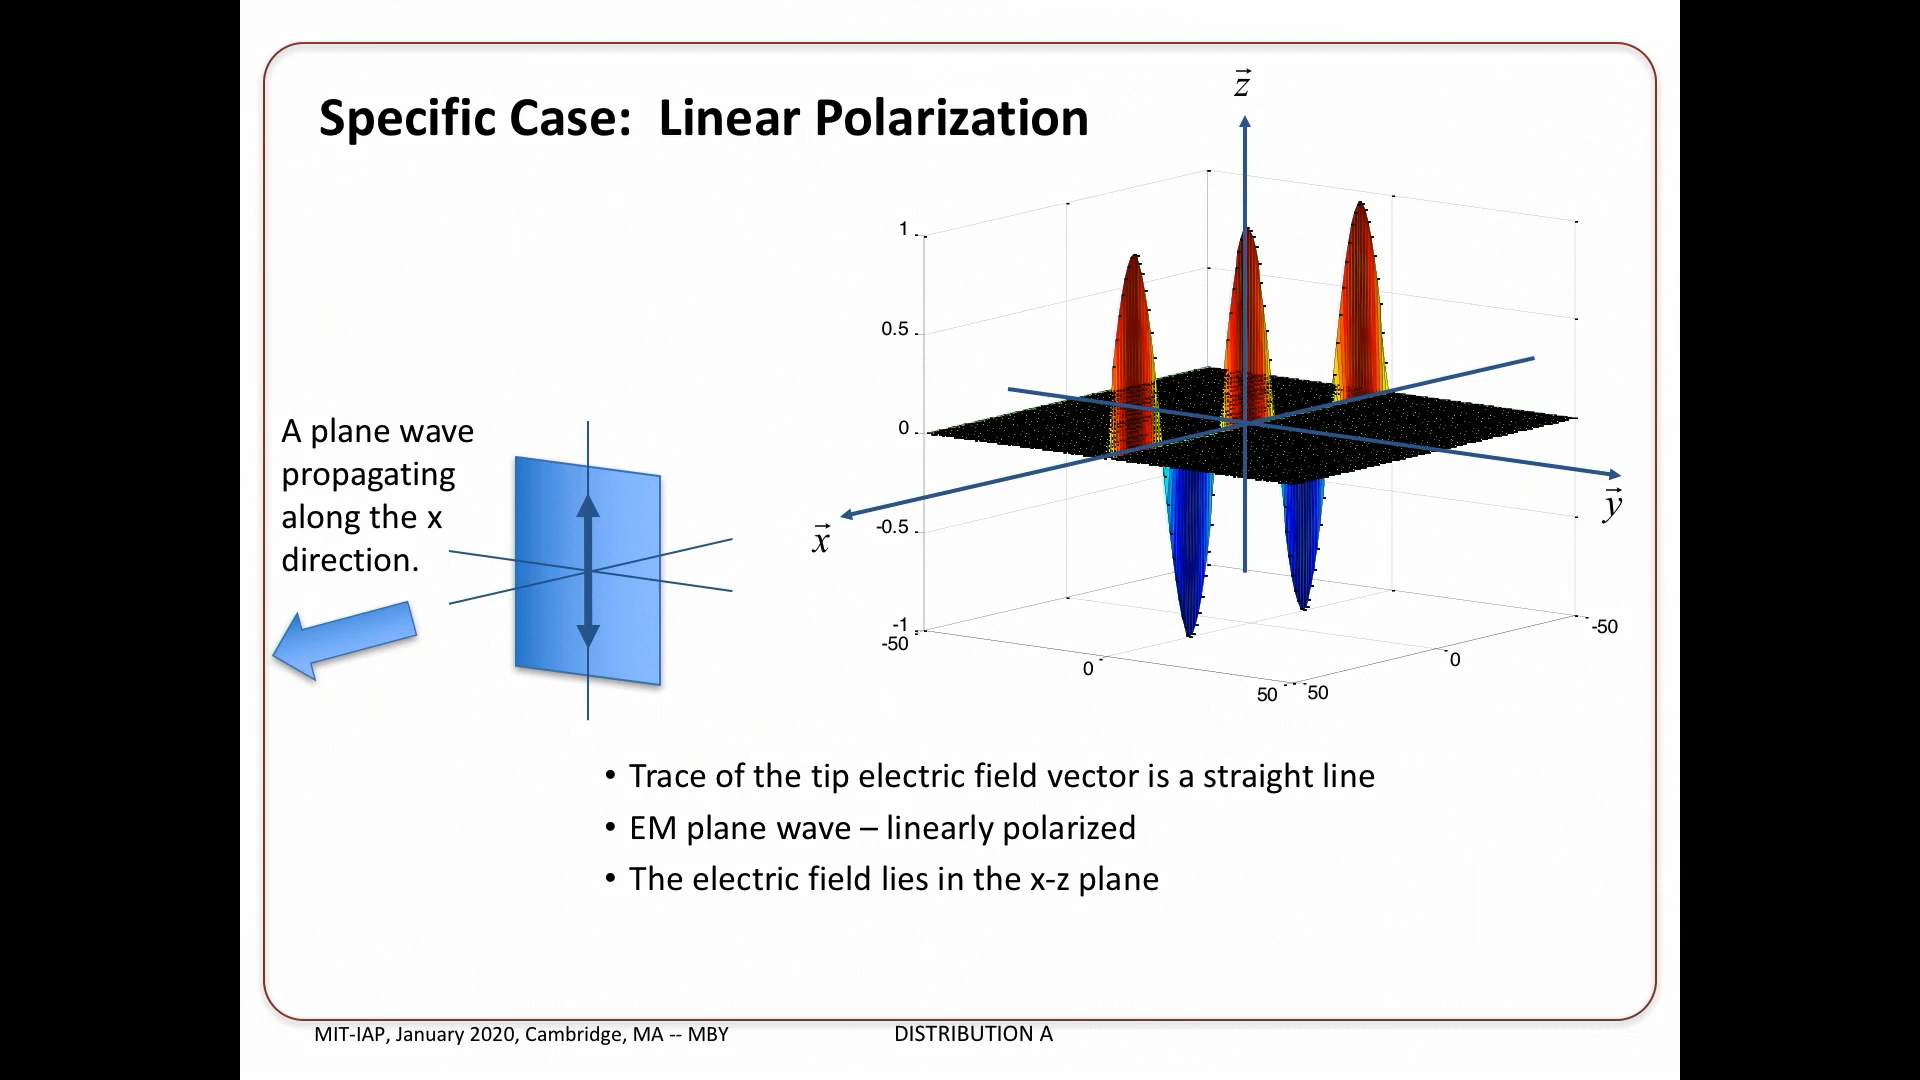 Specific Case:  Linear Polarization
z
1
0.5
0
-0.5
-1
-50
0
50
50
0
-50
x
y
A plane wave
propagating
along the x
direction.
• Trace of the tip electric field vector is a straight line
• EM plane wave – linearly polarized
• The electric field lies in the x-z plane
MIT-IAP, January 2020, Cambridge, MA -- MBY
DISTRIBUTION A